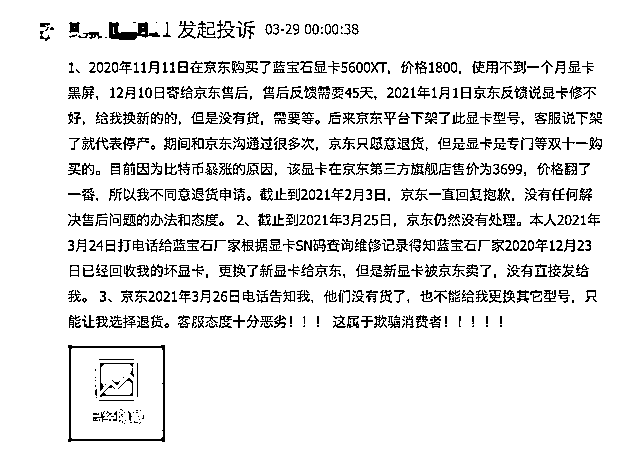 发起投诉 03-29 00:00:38
1、2020年11月11日在京东购买了蓝宝石显卡5600XT，价格1800，使用不到一个月显卡
黑屏，12月10日寄给京东售后，售后反馈需要45天，2021年1月1日京东反馈说显卡修不
好，给我换新的的，但是没有货，需要等。后来京东平台下架了此显卡型号，客服说下架
了就代表停产。期间和京东沟通过很多次，京东只愿意退货，但是显卡是专门等双十一购
买的。目前因为比特币暴涨的原因，该显卡在京东第三方旗舰店售价为3699，价格翻了
一番，所以我不同意退货申请。截止到2021年2月3日，京东一直回复抱歉，没有任何解
决售后问题的办法和态度。 2、截止到2021年3月25日，京东仍然没有处理。本人2021年
3月24日打电话给蓝宝石厂家根据显卡SN码查询维修记录得知蓝宝石厂家2020年12月23
日已经回收我的坏显卡，更换了新显卡给京东，但是新显卡被京东卖了，没有直接发给
我。 3、京东2021年3月26日电话告知我，他们没有货了，也不能给我更换其它型号，只
能让我选择退货。客服态度十分恶劣！！！ 这属于欺骗消费者！！！！！